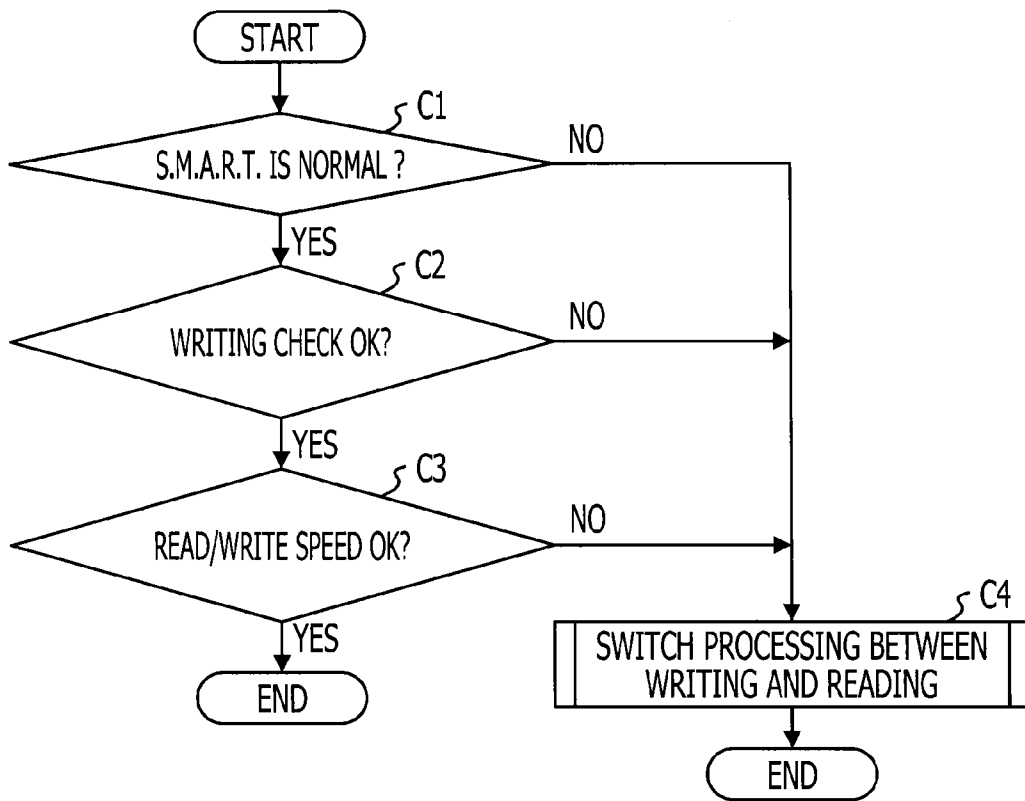 START
C1
S.M.A.R.T. IS NORMAL ?
NO
YES
C2
WRITING CHECK OK?
NO
YES
C3
READ/WRITE SPEED OK?
NO
YES
C4
SWITCH PROCESSING BETWEEN
WRITING AND READING
END
END